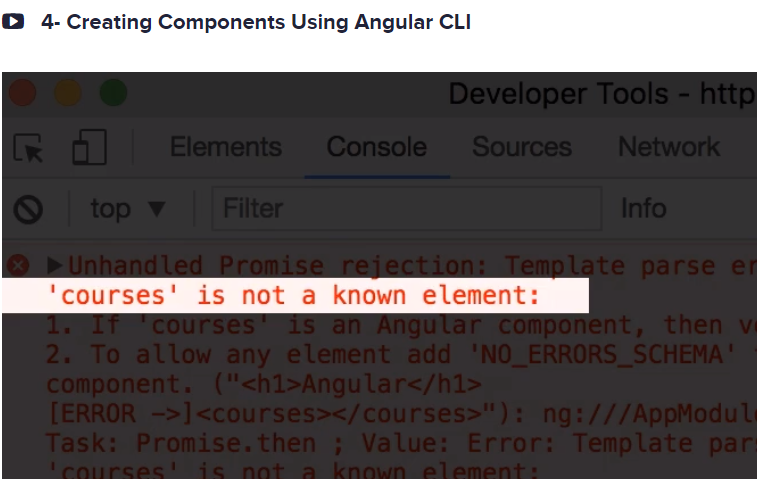 4- Creating Components Using Angular CLI
Developer Tools - http
Elements Console Sources Network
top ▼ Filter Info
▶Unhandled Promise rejection: Template parse er
'courses' is not a known element:
1. If 'courses' is an Angular component, then
2. To allow any element add 'NO_ERRORS_SCHEMA'
component. ("<h1>Angular</h1>
[ERROR ->]<courses></courses>"): ng:///AppModul
Task: Promise.then ; Value: Error: Template pars
'courses' is not a known element: